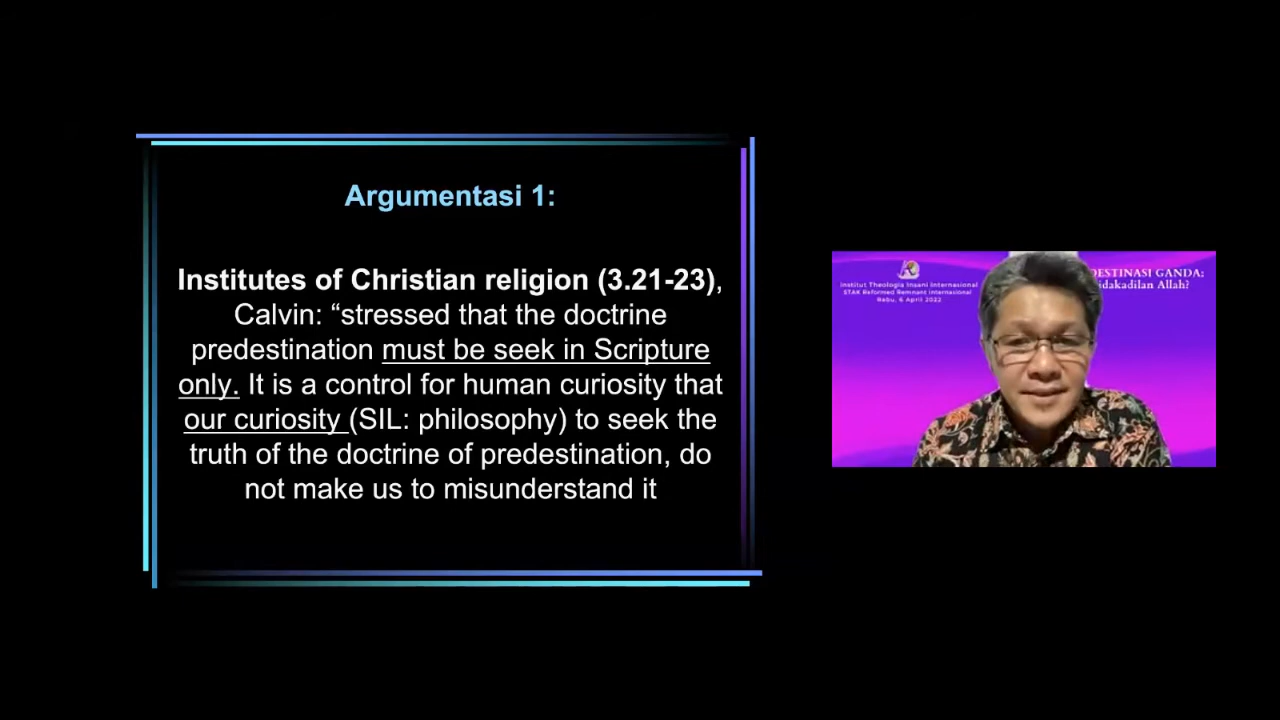 Argumentasi 1:
Institutes of Christian religion (3.21-23),
Calvin: “stressed that the doctrine
predestination must be seek in Scripture
only. It is a control for human curiosity that
our curiosity (SIL: philosophy) to seek the
truth of the doctrine of predestination, do
not make us to misunderstand it
Institut Theologia Insani Internasional
STAK Reformed Remnant Internasional
Rabu, 6 April 2022
DESTINASI GANDA:
idakadilan Allah?